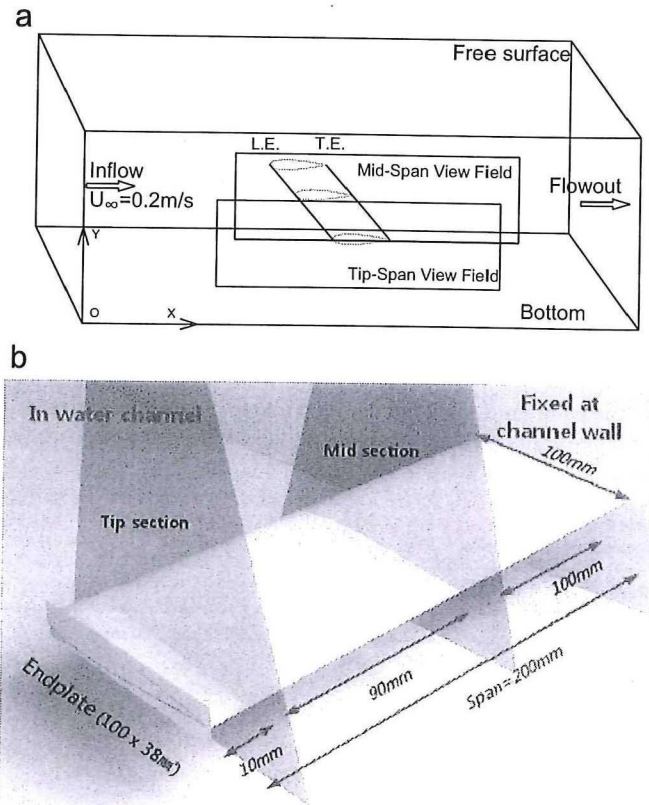 a
Free surface
L.E. T.E.
Inflow
Mid-Span View Field
Flowout
U∞=0.2m/s
Y
Tip-Span View Field
O X
Bottom
b
In water channel
Fixed at
channel wall
Mid section
100mm
Tip section
100mm
90mm
Span=200mm
Endplate (100 x 38㎟)
10mm